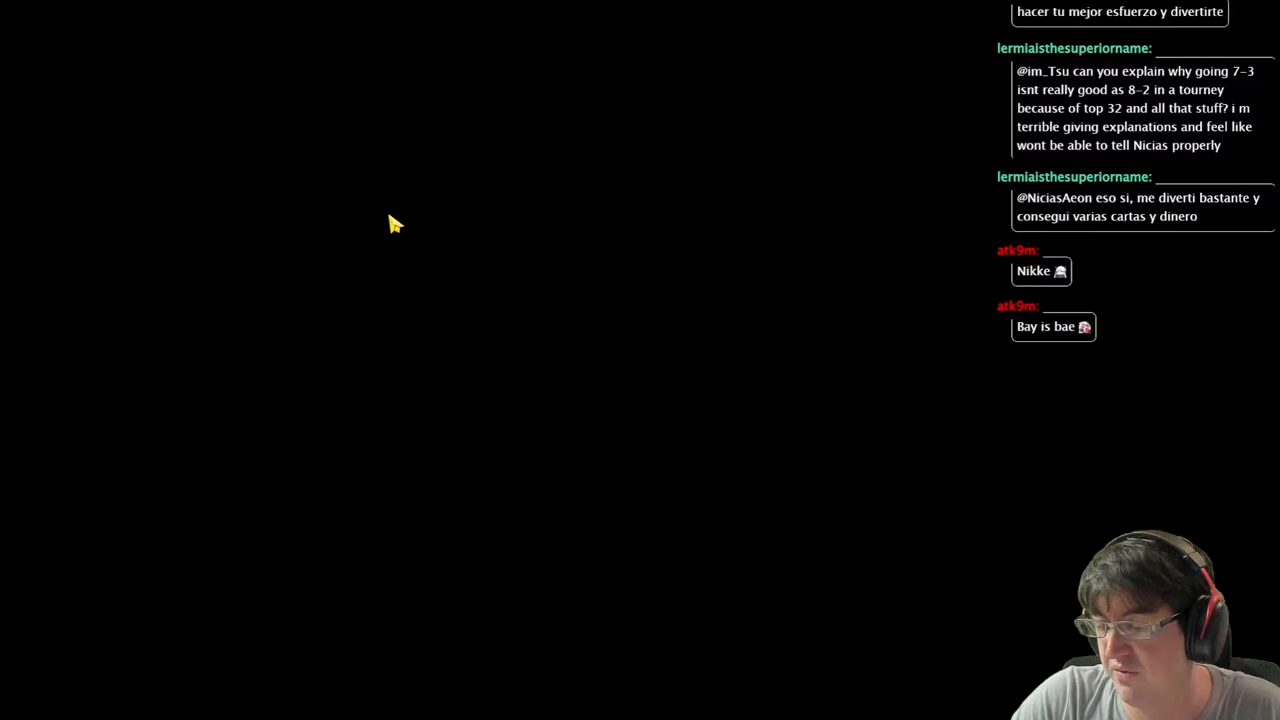 hacer tu mejor esfuerzo y divertirte
lermiaisthesuperiorname:
@im_Tsu can you explain why going 7-3
isnt really good as 8-2 in a tourney
because of top 32 and all that stuff? i m
terrible giving explanations and feel like
wont be able to tell Nicias properly
lermiaisthesuperiorname:
@NiciasAeon eso si, me diverti bastante y
consegui varias cartas y dinero
atk9m:
Nikke
atk9m:
Bay is bae